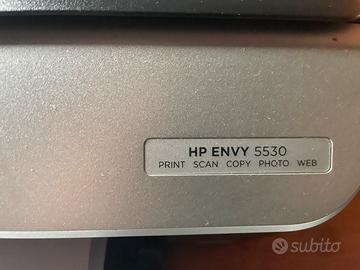 HP ENVY 5530
PRINT SCAN COPY PHOTO WEB
subito